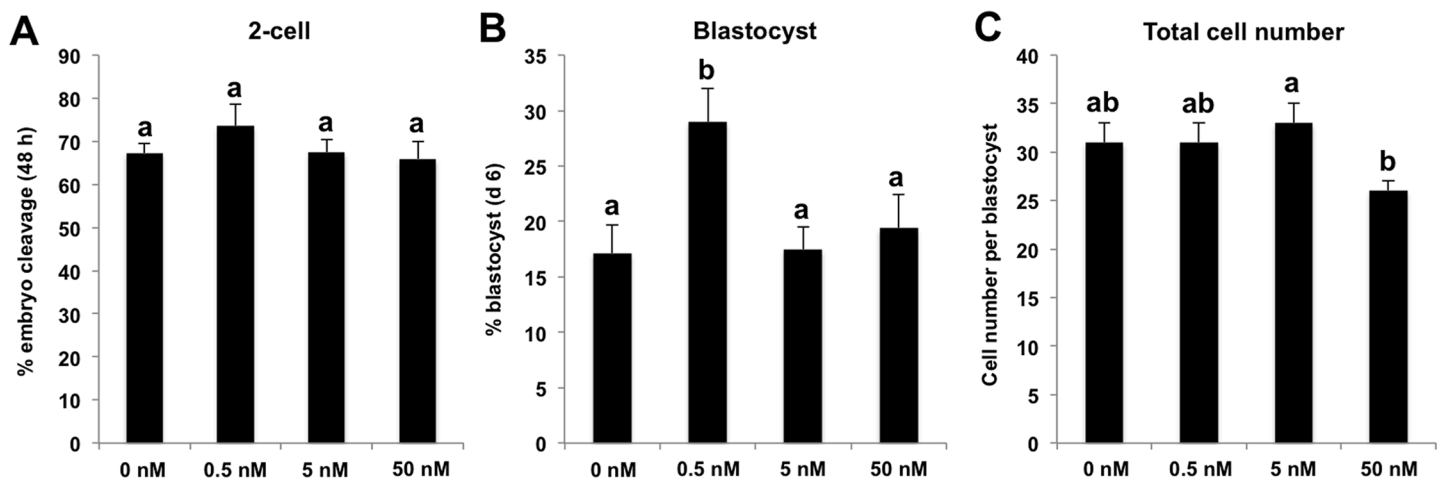 A
2-cell
% embryo cleavage (48 h)
90
80
70
60
50
40
30
20
10
0
a
a
a
a
0 nM
0.5 nM
5 nM
50 nM
B
Blastocyst
% blastocyst (d 6)
35
30
25
20
15
10
5
0
a
b
a
a
0 nM
0.5 nM
5 nM
50 nM
C
Total cell number
Cell number per blastocyst
40
35
30
25
20
15
10
5
0
ab
ab
a
b
0 nM
0.5 nM
5 nM
50 nM